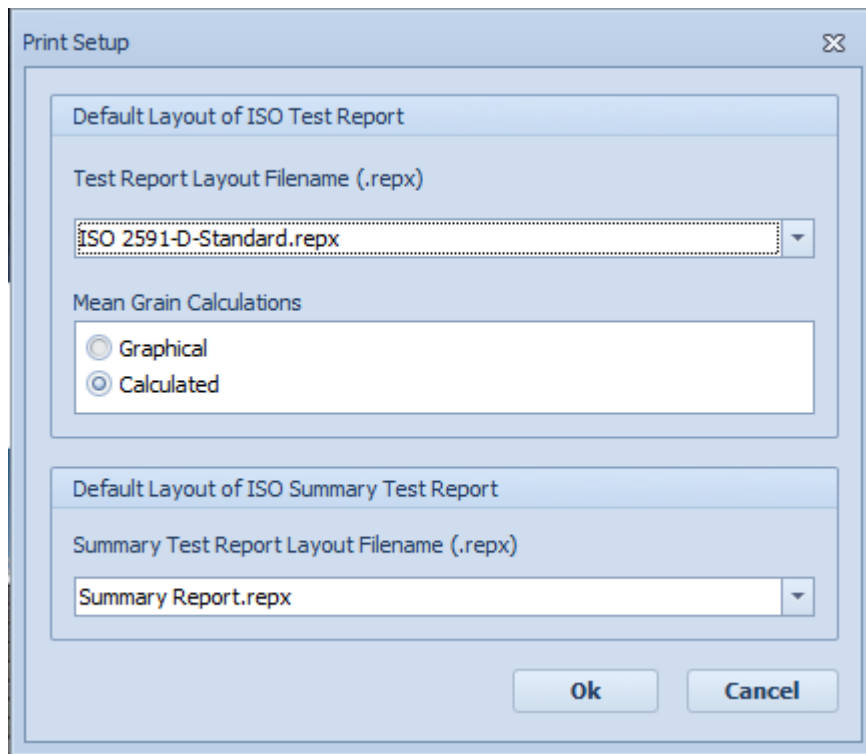 Print Setup
Default Layout of ISO Test Report
Test Report Layout Filename (.repx)
ISO 2591-D-Standard.repx
Mean Grain Calculations
Graphical
Calculated
Default Layout of ISO Summary Test Report
Summary Test Report Layout Filename (.repx)
Summary Report.repx
Ok Cancel